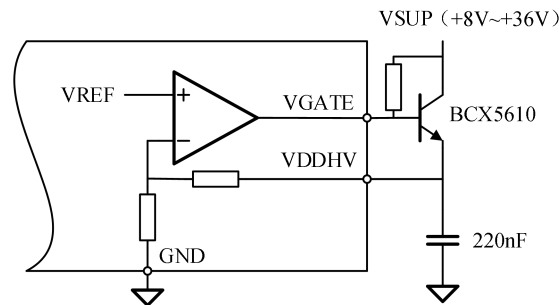 VSUP（+8V~+36V）
VREF
+
VGATE
BCX5610
−
VDDHV
GND
220nF